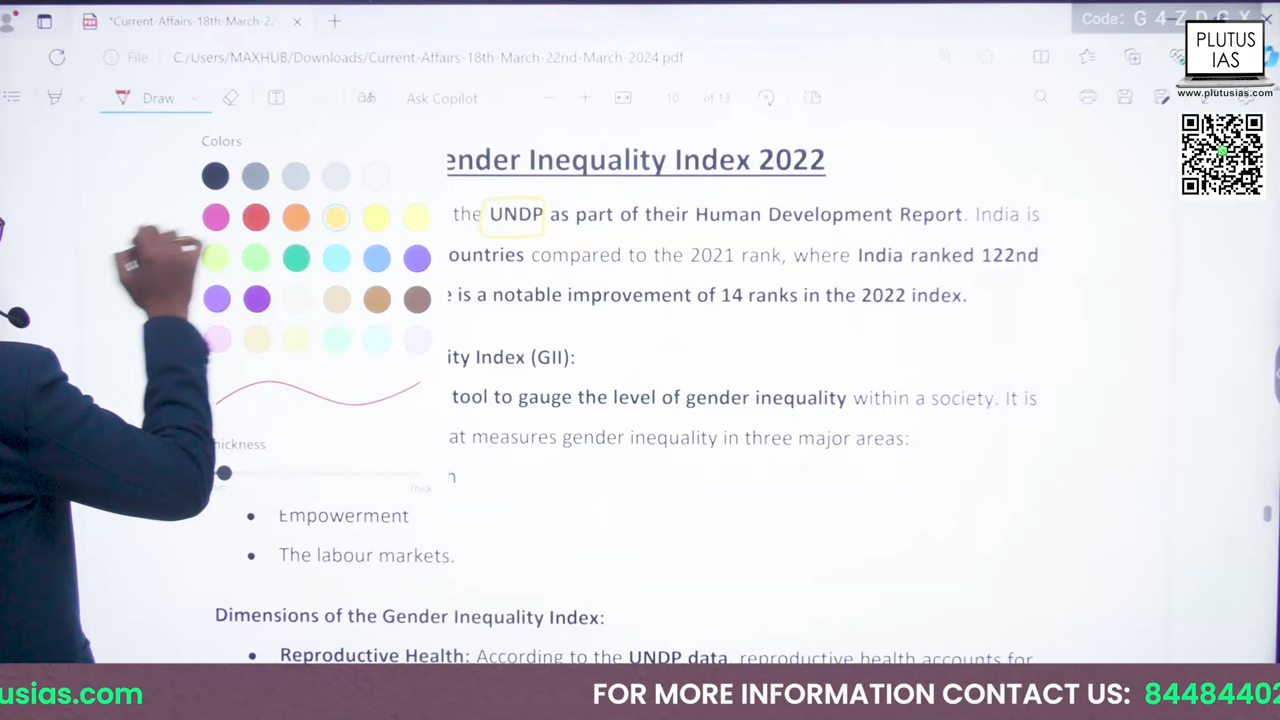 Code: G 4 Z D G X
*Current-Affairs-18th-March-22
PLUTUS
IAS
www.plutusias.com
File C:/Users/MAXHUB/Downloads/Current-Affairs-18th-March-22nd-March-2024.pdf
Draw Ask Copilot 10 of 13
Colors
ender Inequality Index 2022
the UNDP as part of their Human Development Report. India is
ountries compared to the 2021 rank, where India ranked 122nd
e is a notable improvement of 14 ranks in the 2022 index.
ity Index (GII):
tool to gauge the level of gender inequality within a society. It is
at measures gender inequality in three major areas:
hickness
n
Thick
• Empowerment
• The labour markets.
Dimensions of the Gender Inequality Index:
• Reproductive Health: According to the UNDP data, reproductive health accounts for
usias.com FOR MORE INFORMATION CONTACT US: 84484402